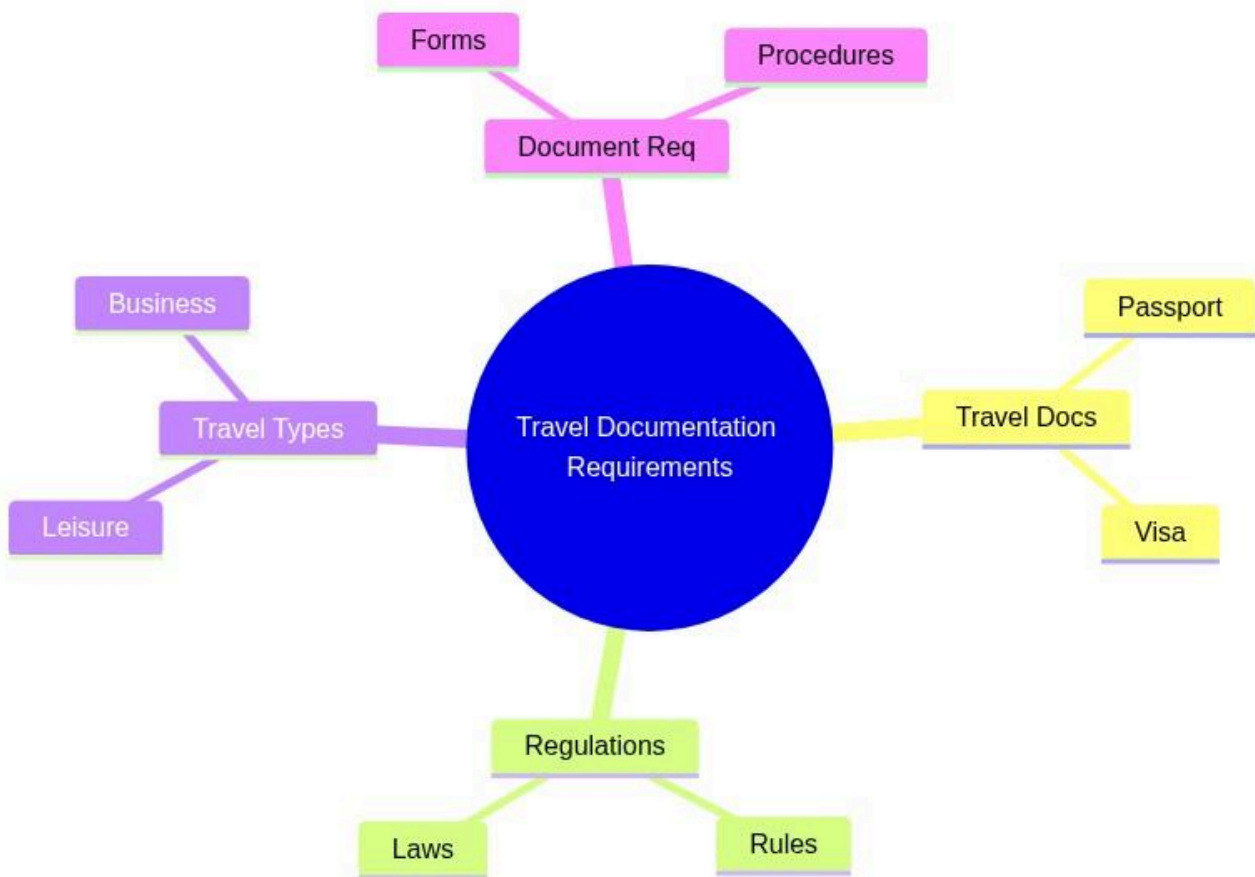 Forms
Procedures
Document Req
Business
Passport
Travel Types
Travel Documentation
Requirements
Travel Docs
Leisure
Visa
Regulations
Laws
Rules